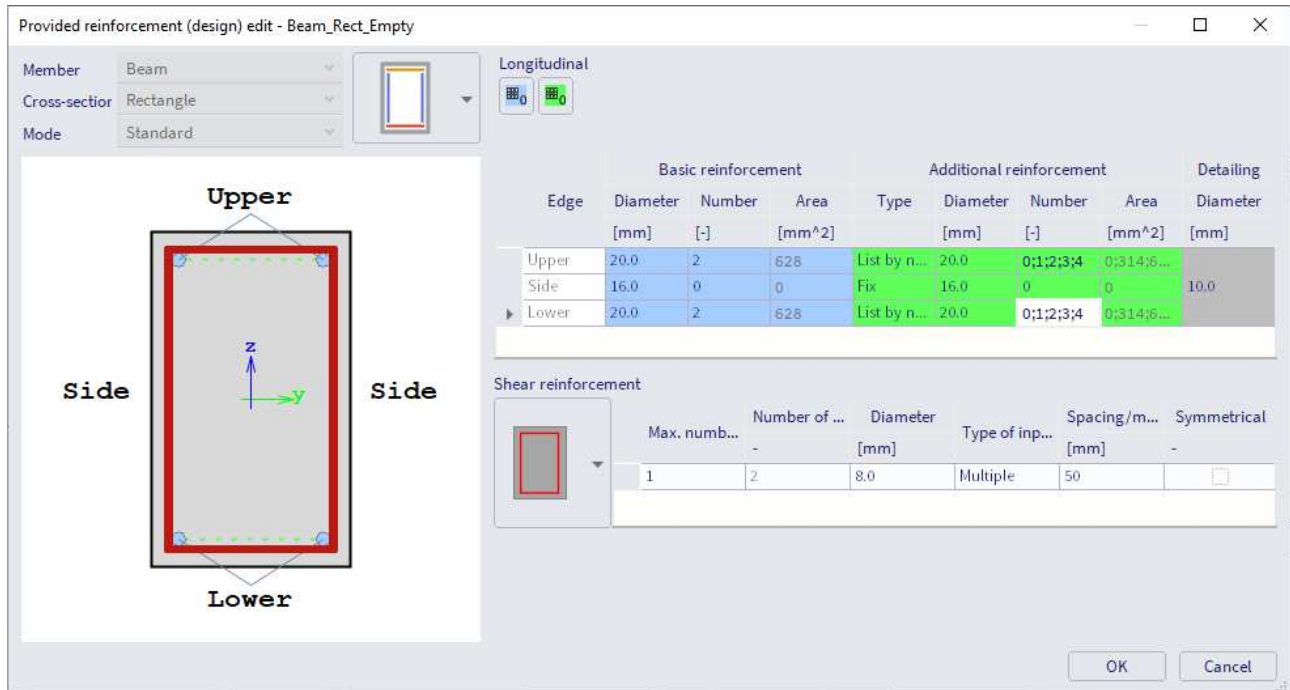 Provided reinforcement (design) edit - Beam_Rect_Empty
Member Beam
Cross-section Rectangle
Mode Standard
Longitudinal
0 0
Basic reinforcement Additional reinforcement Detailing
Edge Diameter Number Area Type Diameter Number Area Diameter
[mm] [-] [mm^2] [mm] [-] [mm^2] [mm]
Upper 20.0 2 628 List by n... 20.0 0;1;2;3;4 0;314;6...
Side 16.0 0 0 Fix 16.0 0 0 10.0
Lower 20.0 2 628 List by n... 20.0 0;1;2;3;4 0;314;6...
Upper
z
Side y Side
Lower
Shear reinforcement
Max. numb... Number of ... Diameter Type of inp... Spacing/m... Symmetrical
- [mm] [mm] -
1 2 8.0 Multiple 50
OK Cancel